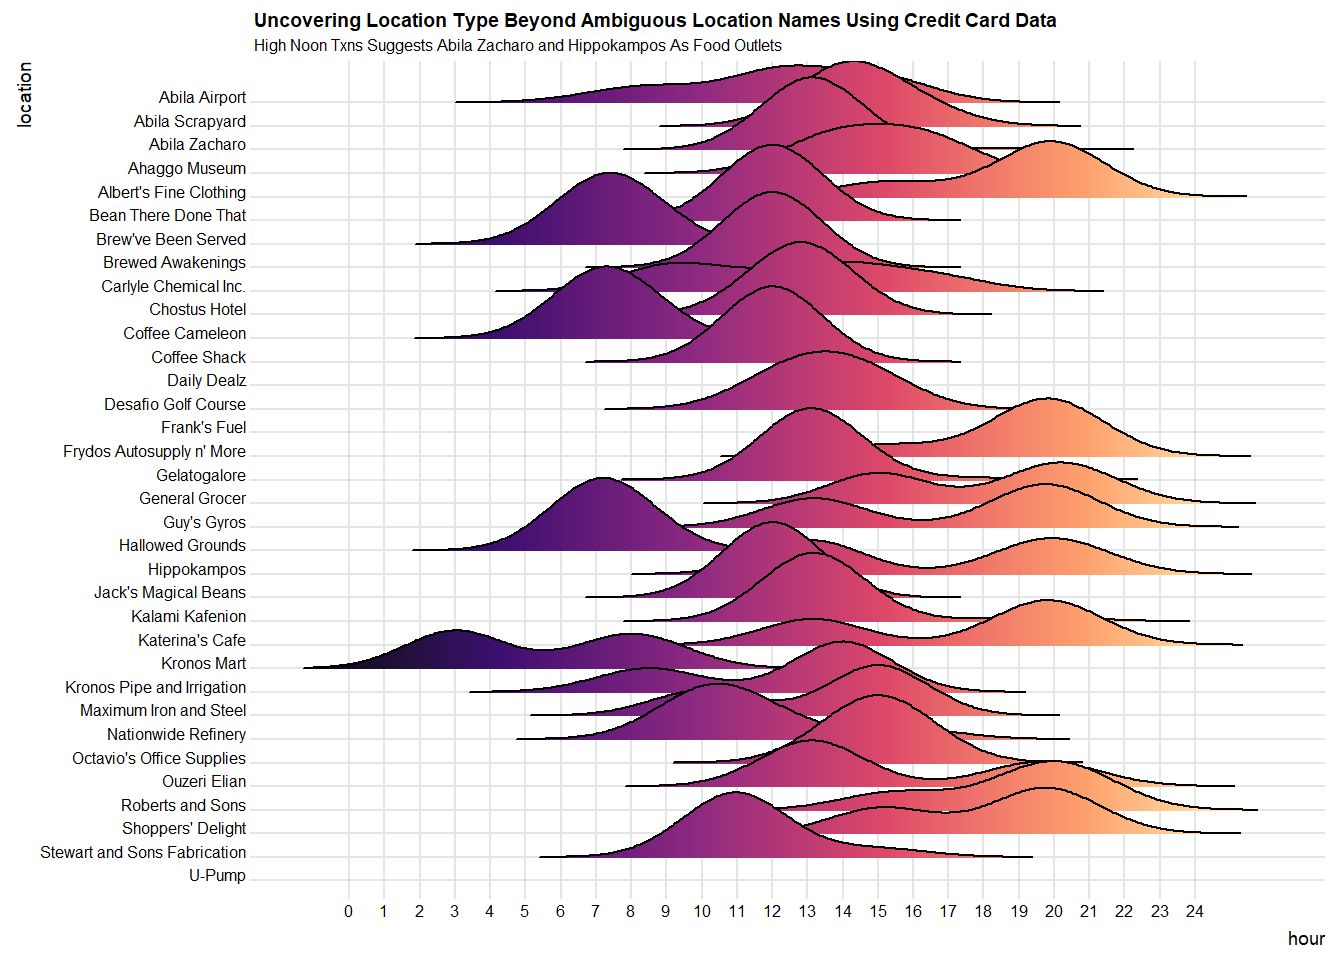 Uncovering Location Type Beyond Ambiguous Location Names Using Credit Card Data
High Noon Txns Suggests Abila Zacharo and Hippokampos As Food Outlets
location
Abila Airport
Abila Scrapyard
Abila Zacharo
Ahaggo Museum
Albert's Fine Clothing
Bean There Done That
Brew've Been Served
Brewed Awakenings
Carlyle Chemical Inc.
Chostus Hotel
Coffee Cameleon
Coffee Shack
Daily Dealz
Desafio Golf Course
Frank's Fuel
Frydos Autosupply n' More
Gelatogalore
General Grocer
Guy's Gyros
Hallowed Grounds
Hippokampos
Jack's Magical Beans
Kalami Kafenion
Katerina's Cafe
Kronos Mart
Kronos Pipe and Irrigation
Maximum Iron and Steel
Nationwide Refinery
Octavio's Office Supplies
Ouzeri Elian
Roberts and Sons
Shoppers' Delight
Stewart and Sons Fabrication
U-Pump
0 1 2 3 4 5 6 7 8 9 10 11 12 13 14 15 16 17 18 19 20 21 22 23 24
hour